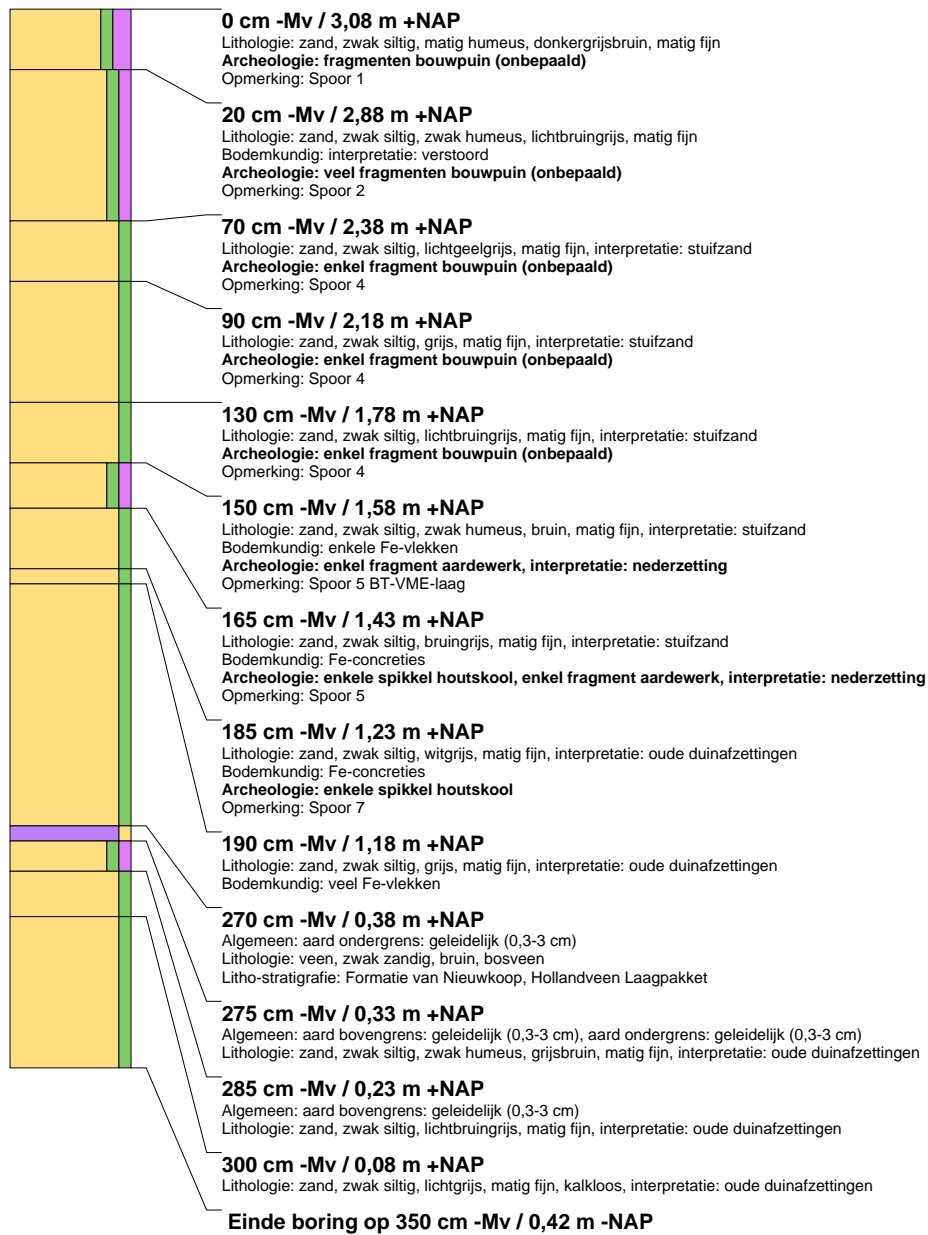 0 cm -Mv / 3,08 m +NAP
Lithologie: zand, zwak siltig, matig humeus, donkergrijsbruin, matig fijn
Archeologie: fragmenten bouwpuin (onbepaald)
Opmerking: Spoor 1
20 cm -Mv / 2,88 m +NAP
Lithologie: zand, zwak siltig, zwak humeus, lichtbruingrijs, matig fijn
Bodemkundig: interpretatie: verstoord
Archeologie: veel fragmenten bouwpuin (onbepaald)
Opmerking: Spoor 2
70 cm -Mv / 2,38 m +NAP
Lithologie: zand, zwak siltig, lichtgeelgrijs, matig fijn, interpretatie: stuifzand
Archeologie: enkel fragment bouwpuin (onbepaald)
Opmerking: Spoor 4
90 cm -Mv / 2,18 m +NAP
Lithologie: zand, zwak siltig, grijs, matig fijn, interpretatie: stuifzand
Archeologie: enkel fragment bouwpuin (onbepaald)
Opmerking: Spoor 4
130 cm -Mv / 1,78 m +NAP
Lithologie: zand, zwak siltig, lichtbruingrijs, matig fijn, interpretatie: stuifzand
Archeologie: enkel fragment bouwpuin (onbepaald)
Opmerking: Spoor 4
150 cm -Mv / 1,58 m +NAP
Lithologie: zand, zwak siltig, zwak humeus, bruin, matig fijn, interpretatie: stuifzand
Bodemkundig: enkele Fe-vlekken
Archeologie: enkel fragment aardewerk, interpretatie: nederzetting
Opmerking: Spoor 5 BT-VME-laag
165 cm -Mv / 1,43 m +NAP
Lithologie: zand, zwak siltig, bruingrijs, matig fijn, interpretatie: stuifzand
Bodemkundig: Fe-concreties
Archeologie: enkele spikkel houtskool, enkel fragment aardewerk, interpretatie: nederzetting
Opmerking: Spoor 5
185 cm -Mv / 1,23 m +NAP
Lithologie: zand, zwak siltig, witgrijs, matig fijn, interpretatie: oude duinafzettingen
Bodemkundig: Fe-concreties
Archeologie: enkele spikkel houtskool
Opmerking: Spoor 7
190 cm -Mv / 1,18 m +NAP
Lithologie: zand, zwak siltig, grijs, matig fijn, interpretatie: oude duinafzettingen
Bodemkundig: veel Fe-vlekken
270 cm -Mv / 0,38 m +NAP
Algemeen: aard ondergrens: geleidelijk (0,3-3 cm)
Lithologie: veen, zwak zandig, bruin, bosveen
Litho-stratigrafie: Formatie van Nieuwkoop, Hollandveen Laagpakket
275 cm -Mv / 0,33 m +NAP
Algemeen: aard bovengrens: geleidelijk (0,3-3 cm), aard ondergrens: geleidelijk (0,3-3 cm)
Lithologie: zand, zwak siltig, zwak humeus, grijsbruin, matig fijn, interpretatie: oude duinafzettingen
285 cm -Mv / 0,23 m +NAP
Algemeen: aard bovengrens: geleidelijk (0,3-3 cm)
Lithologie: zand, zwak siltig, lichtbruingrijs, matig fijn, interpretatie: oude duinafzettingen
300 cm -Mv / 0,08 m +NAP
Lithologie: zand, zwak siltig, lichtgrijs, matig fijn, kalkloos, interpretatie: oude duinafzettingen
Einde boring op 350 cm -Mv / 0,42 m -NAP